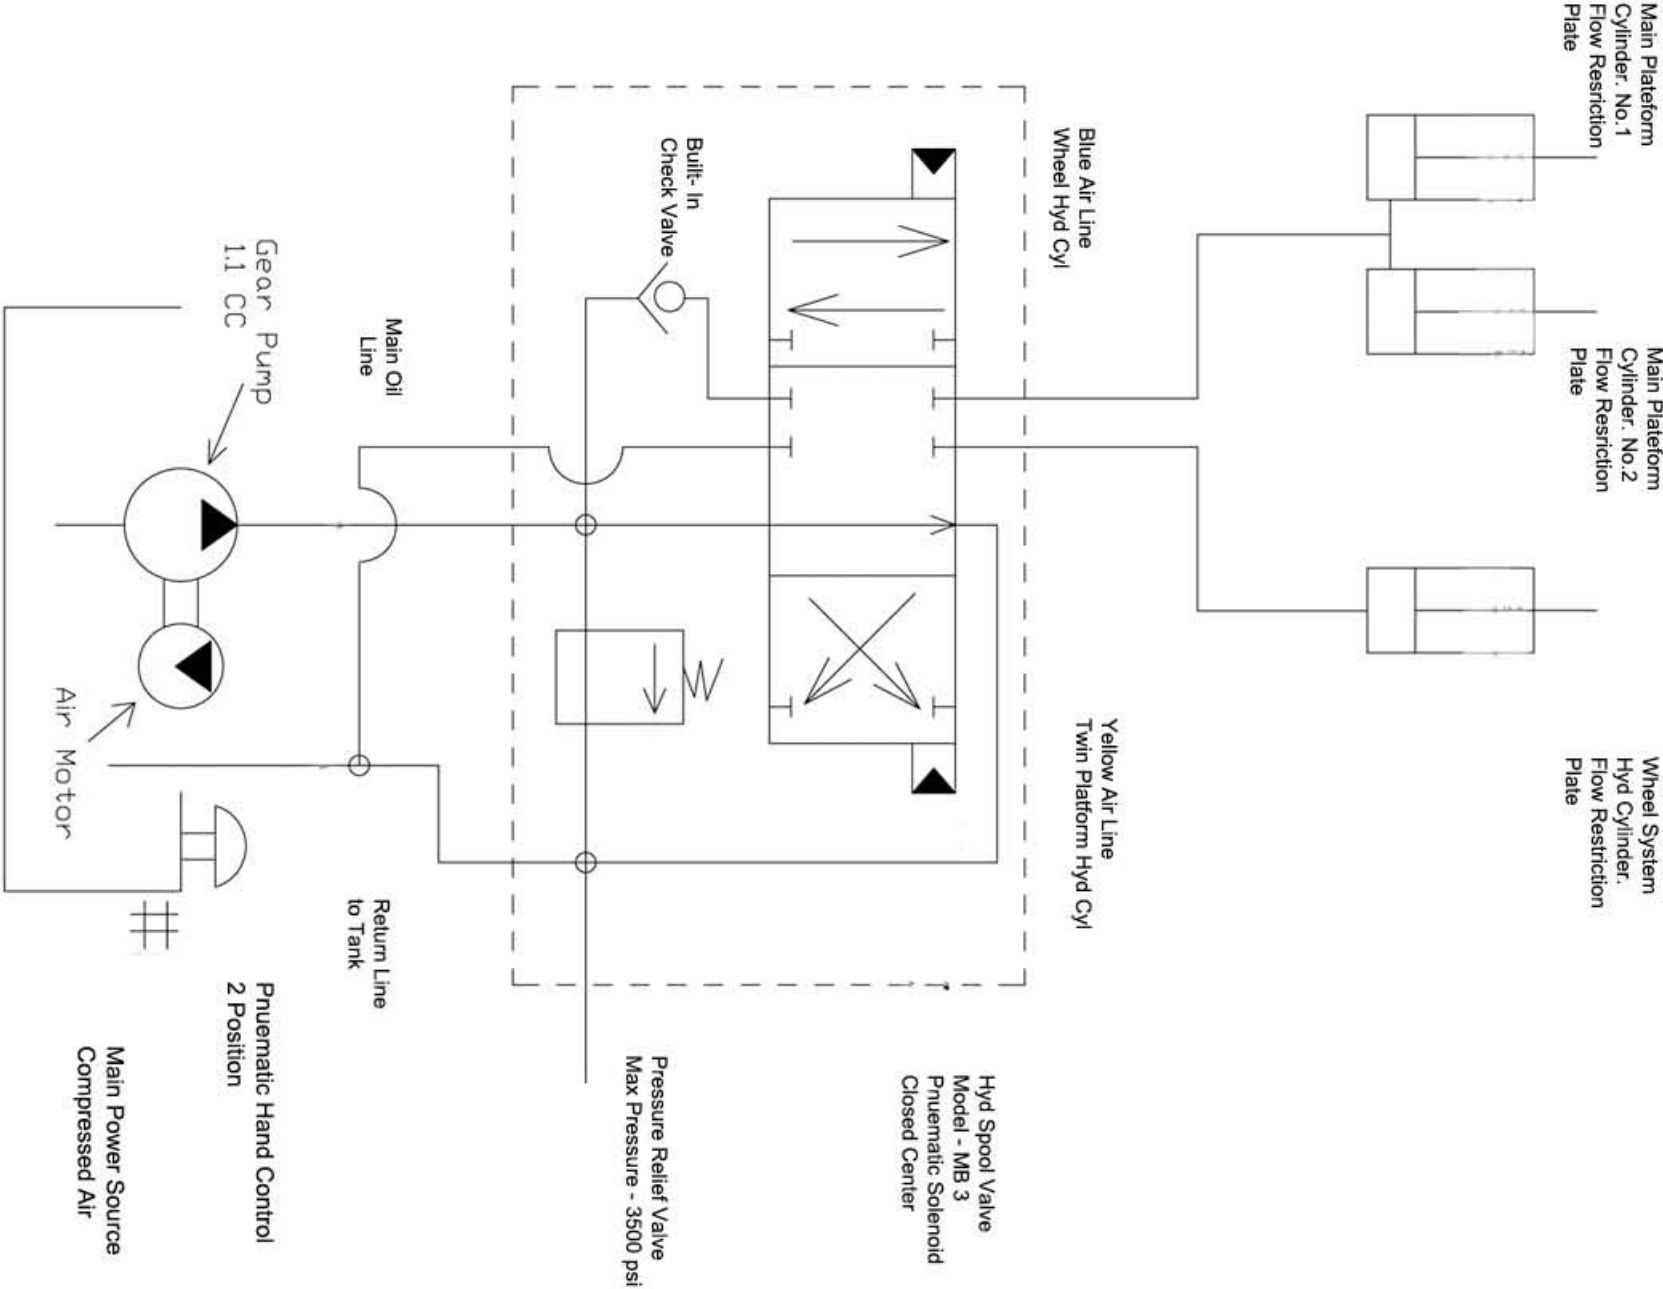 Main Plateform
Cylinder. No.1
Flow Resriction
Plate
Main Plateform
Cylinder. No.2
Flow Resriction
Plate
Wheel System
Hyd Cylinder.
Flow Restriction
Plate
Blue Air Line
Wheel Hyd Cyl
Yellow Air Line
Twin Platform Hyd Cyl
Hyd Spool Valve
Model - MB 3
Pnuematic Solenoid
Closed Center
Built- In
Check Valve
Pressure Relief Valve
Max Pressure - 3500 psi
Main Oil
Line
Return Line
to Tank
Gear Pump
1.1 CC
Pnuematic Hand Control
2 Position
Air Motor
Main Power Source
Compressed Air